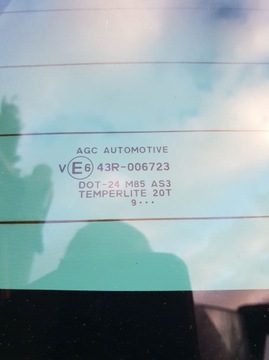 AGC AUTOMOTIVE
V E6 43R-006723
DOT-24 M85 AS3
TEMPERLITE 20T
9···